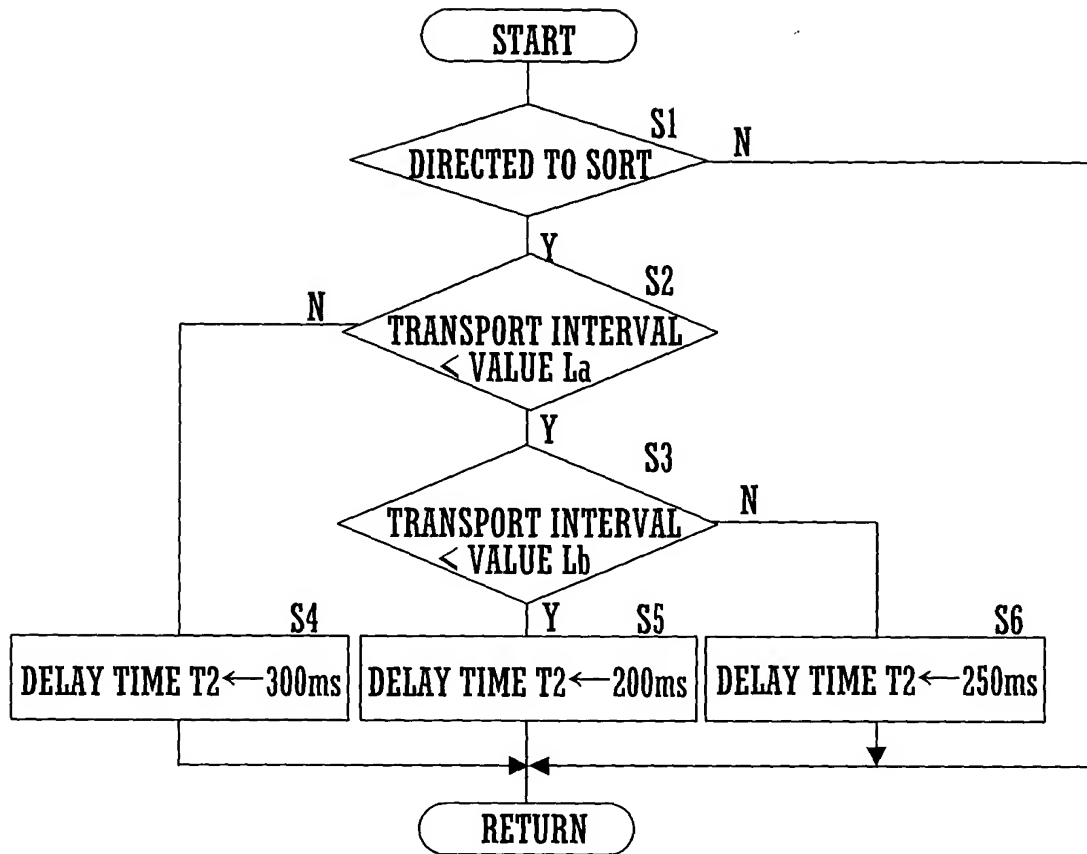 START
S1
DIRECTED TO SORT
N
Y
S2
N
TRANSPORT INTERVAL
< VALUE La
Y
S3
TRANSPORT INTERVAL
< VALUE Lb
N
Y
S4
DELAY TIME T2←300ms
S5
DELAY TIME T2←200ms
S6
DELAY TIME T2←250ms
RETURN